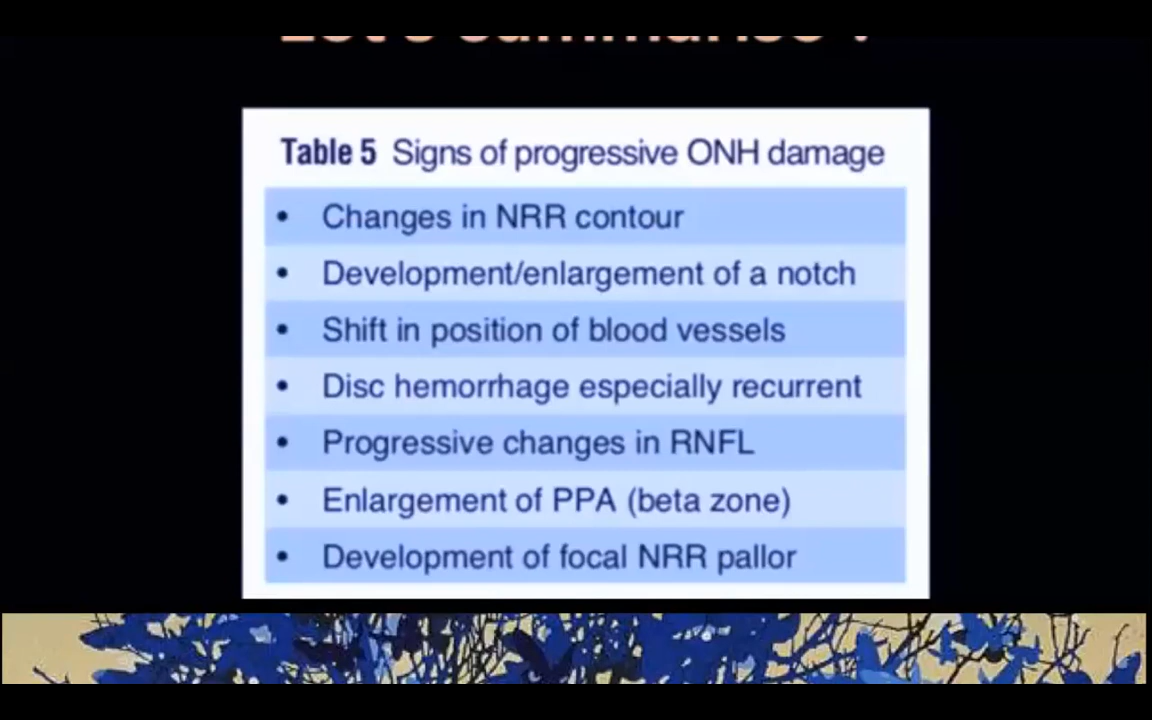 Let's summarise :
Table 5 Signs of progressive ONH damage
• Changes in NRR contour
• Development/enlargement of a notch
• Shift in position of blood vessels
• Disc hemorrhage especially recurrent
• Progressive changes in RNFL
• Enlargement of PPA (beta zone)
• Development of focal NRR pallor